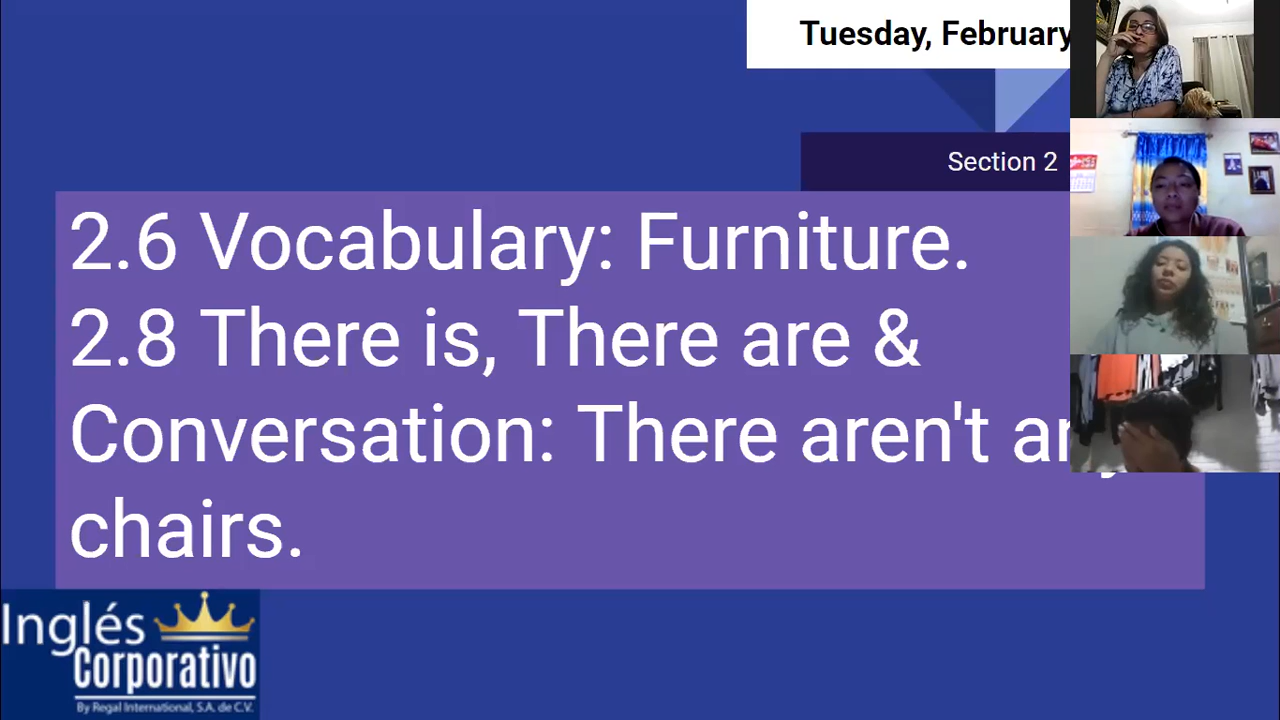 Tuesday, February
Section 2
2.6 Vocabulary: Furniture.
2.8 There is, There are &
Conversation: There aren't
chairs.
Inglés
Corporativo
By Regal International, S.A. de C.V.